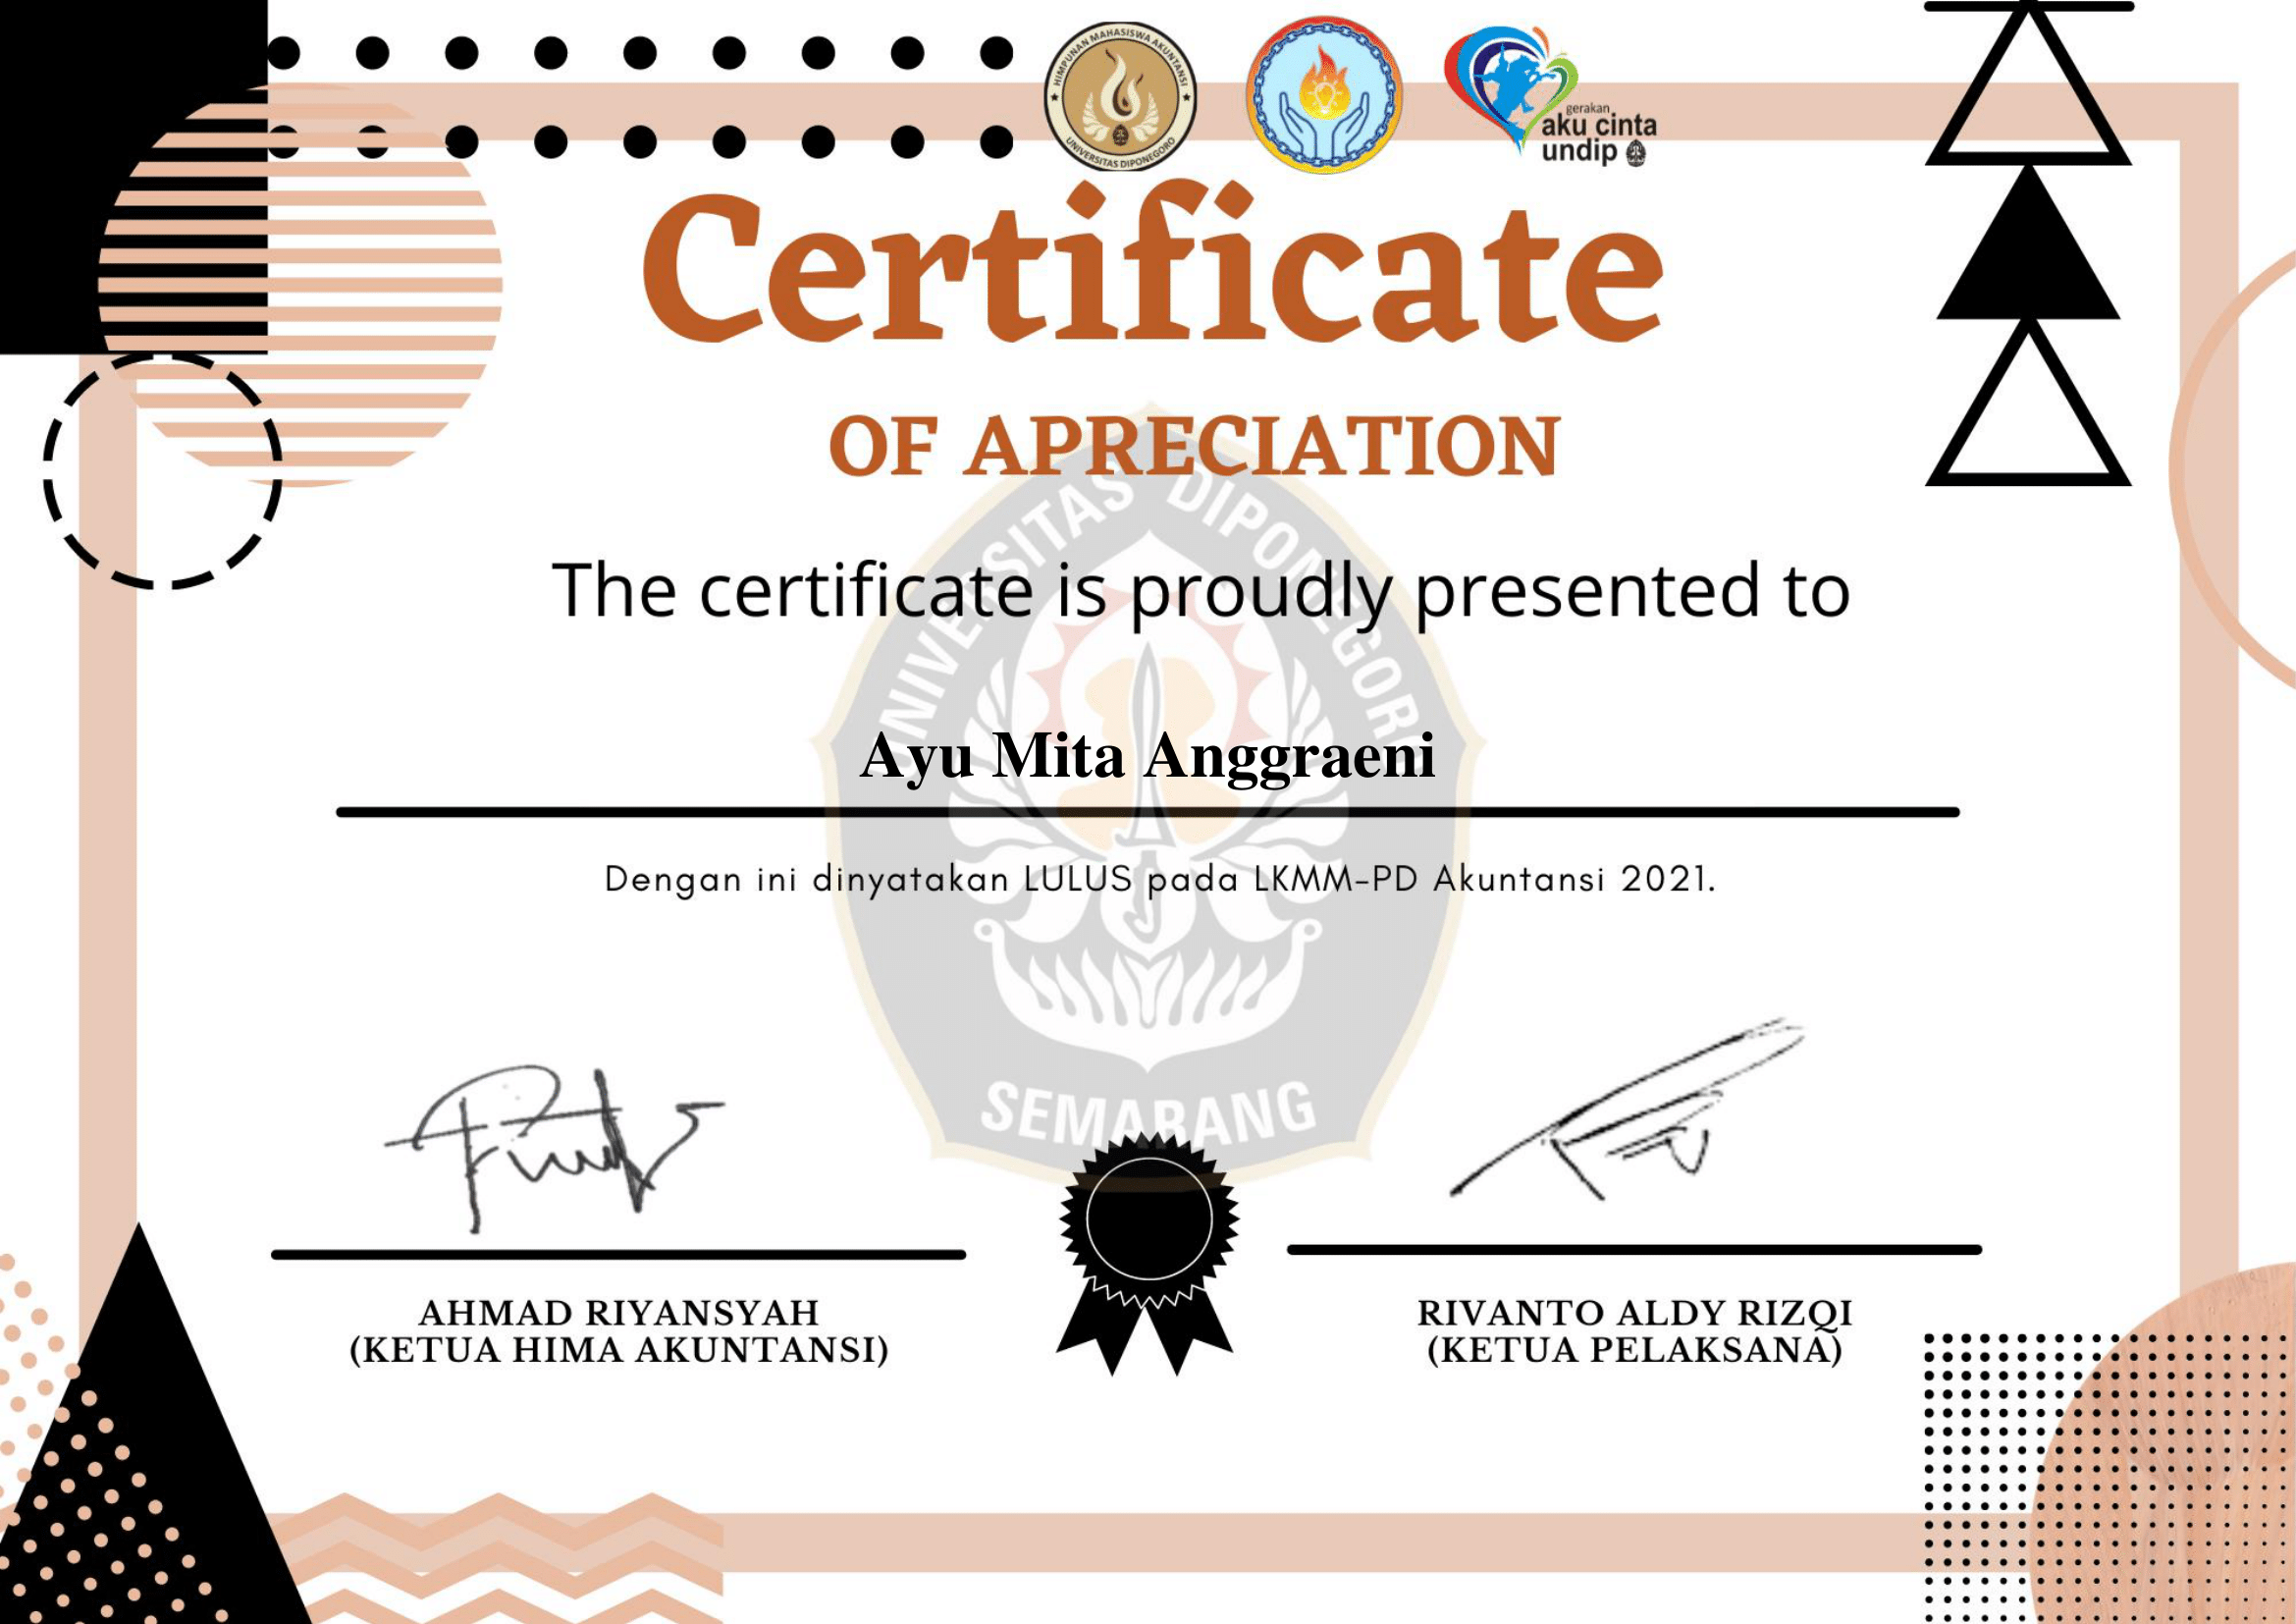 HIMPUNAN MAHASISWA AKUNTANSI
UNIVERSITAS DIPONEGORO
gerakan
aku cinta
undip
Certificate
OF APRECIATION
UNIVERSITAS DIPONEGORO
The certificate is proudly presented to
Ayu Mita Anggraeni
Dengan ini dinyatakan LULUS pada LKMM-PD Akuntansi 2021.
SEMARANG
AHMAD RIYANSYAH
(KETUA HIMA AKUNTANSI)
RIVANTO ALDY RIZQI
(KETUA PELAKSANA)